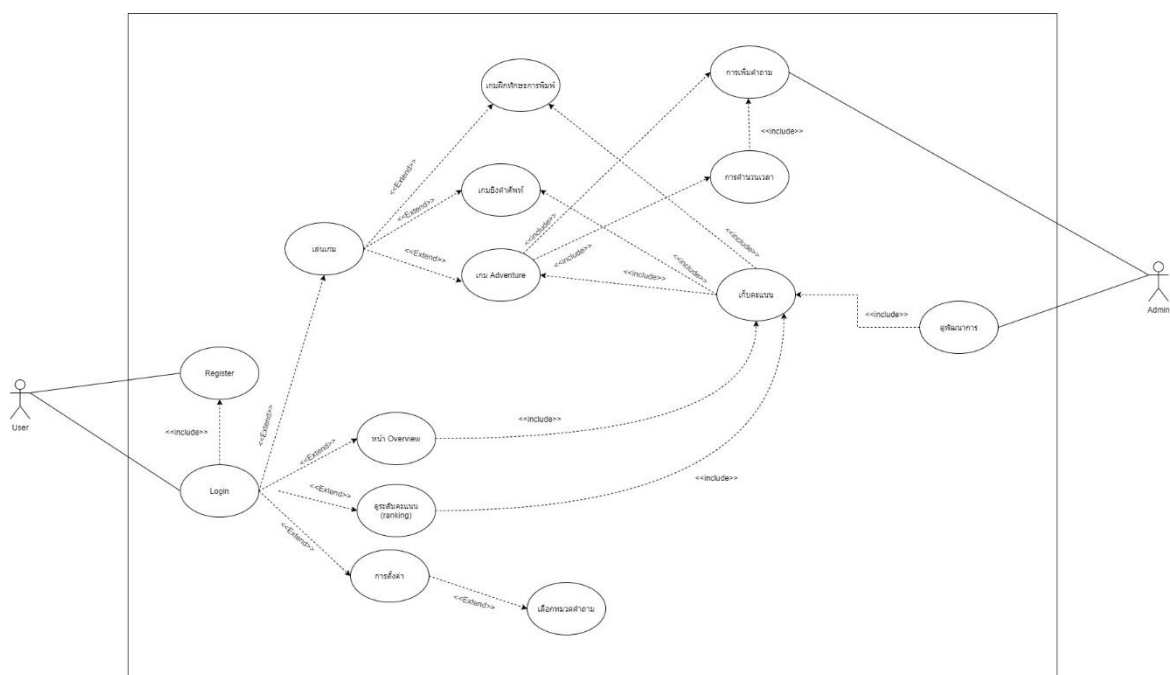 การเพิ่มคำถาม
เกมฝึกทักษะการพิมพ์
<<include>>
<<Extend>>
การคำนวนเวลา
เกมยิงคำศัพท์
<<Extend>>
<<include>>
<<include>>
เล่นเกม
<<Extend>>
เกม Adventure
<<include>>
<<include>>
<<include>>
เก็บคะแนน
<<include>>
ดูพัฒนาการ
Admin
Register
User
<<include>>
<<Extend>>
หน้า Overview
<<include>>
<<Extend>>
Login
<<Extend>>
ดูระดับคะแนน
(ranking)
<<include>>
<<Extend>>
การตั้งค่า
<<Extend>>
เลือกหมวดคำถาม